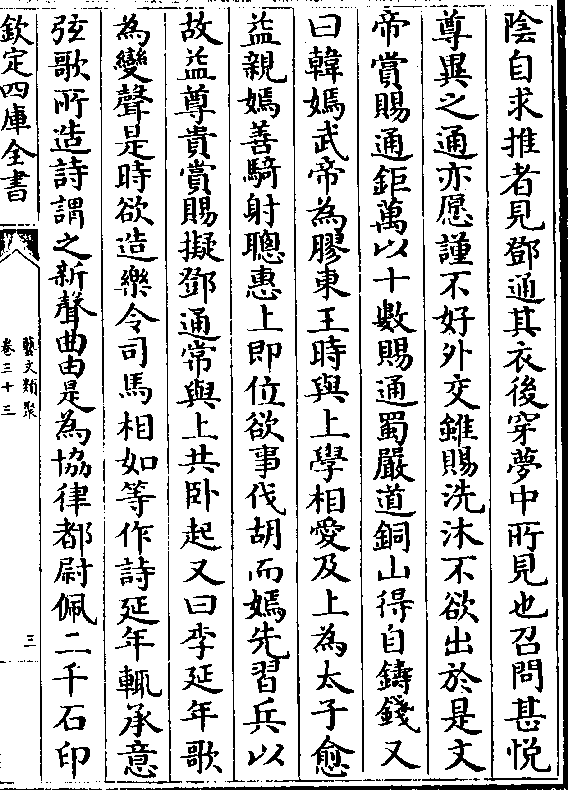 陰自求推者見鄧通其衣後穿夢中所見也召問甚悦
尊異之通亦愿謹不好外交雖賜洗沐不欲出於是文
帝賞賜通鉅萬以十數賜通蜀嚴道銅山得自鑄錢又
曰韓嫣武帝為膠東王時與上學相愛及上為太子愈
益親嫣善騎射聰惠上即位欲事伐胡而嫣先習兵以
故益尊貴賞賜擬鄧通常與上共卧起又曰李延年歌
為變聲是時欲造樂令司馬相如等作詩延年輒承意
弦歌所造詩謂之新聲曲由是為協律都尉佩二千石印
欽定四庫全書
藝文類聚
卷三十三
三